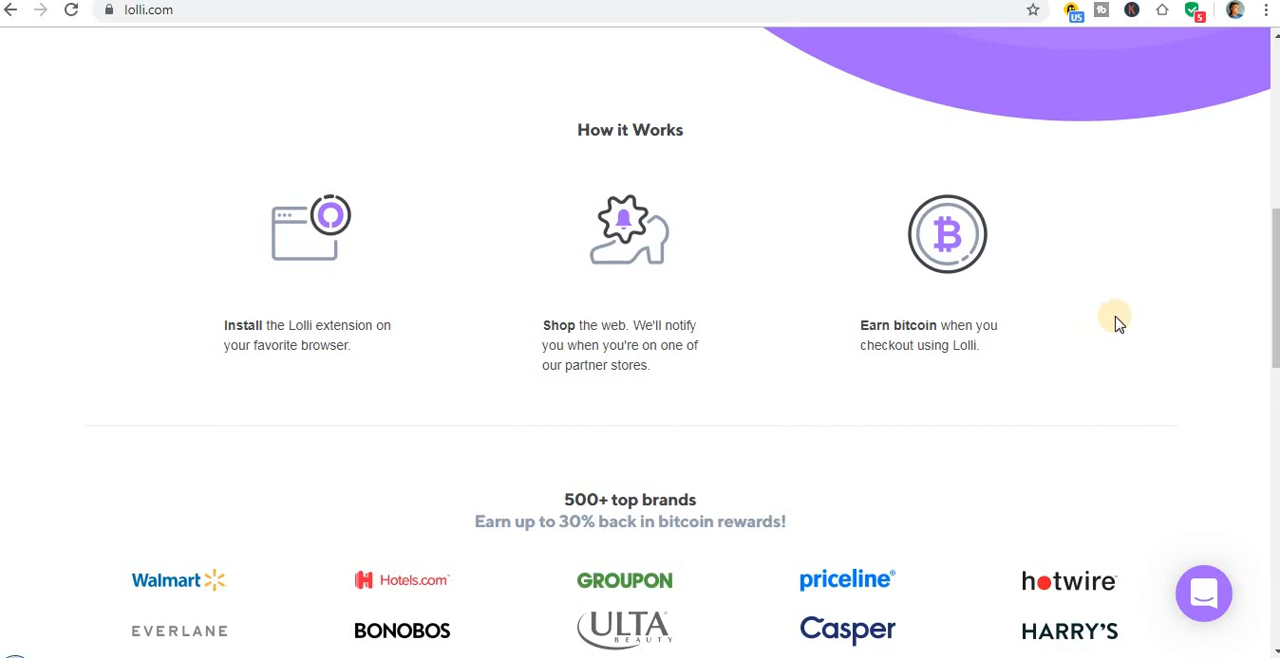 lolli.com
US
tb
K
5
How it Works
Install the Lolli extension on
your favorite browser.
Shop the web. We'll notify
you when you're on one of
our partner stores.
Earn bitcoin when you
checkout using Lolli.
500+ top brands
Earn up to 30% back in bitcoin rewards!
Walmart
Hotels.com
GROUPON
priceline
hotwire
EVERLANE
BONOBOS
ULTA
BEAUTY
Casper
HARRY'S